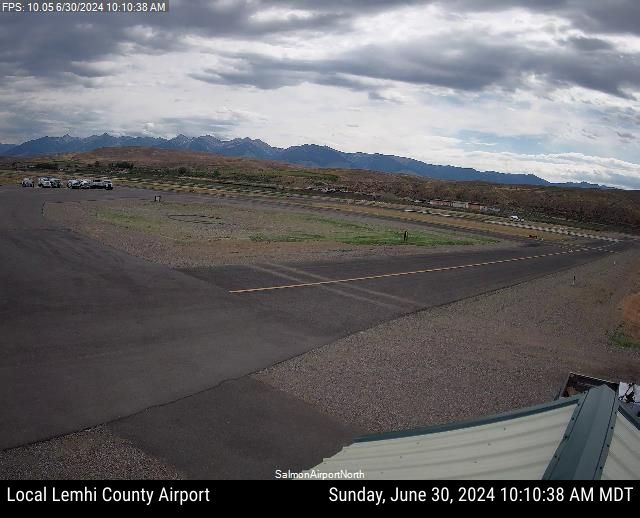 FPS: 10.05 6/30/2024 10:10:38 AM
SalmonAirportNorth
Local Lemhi County Airport
Sunday, June 30, 2024 10:10:38 AM MDT